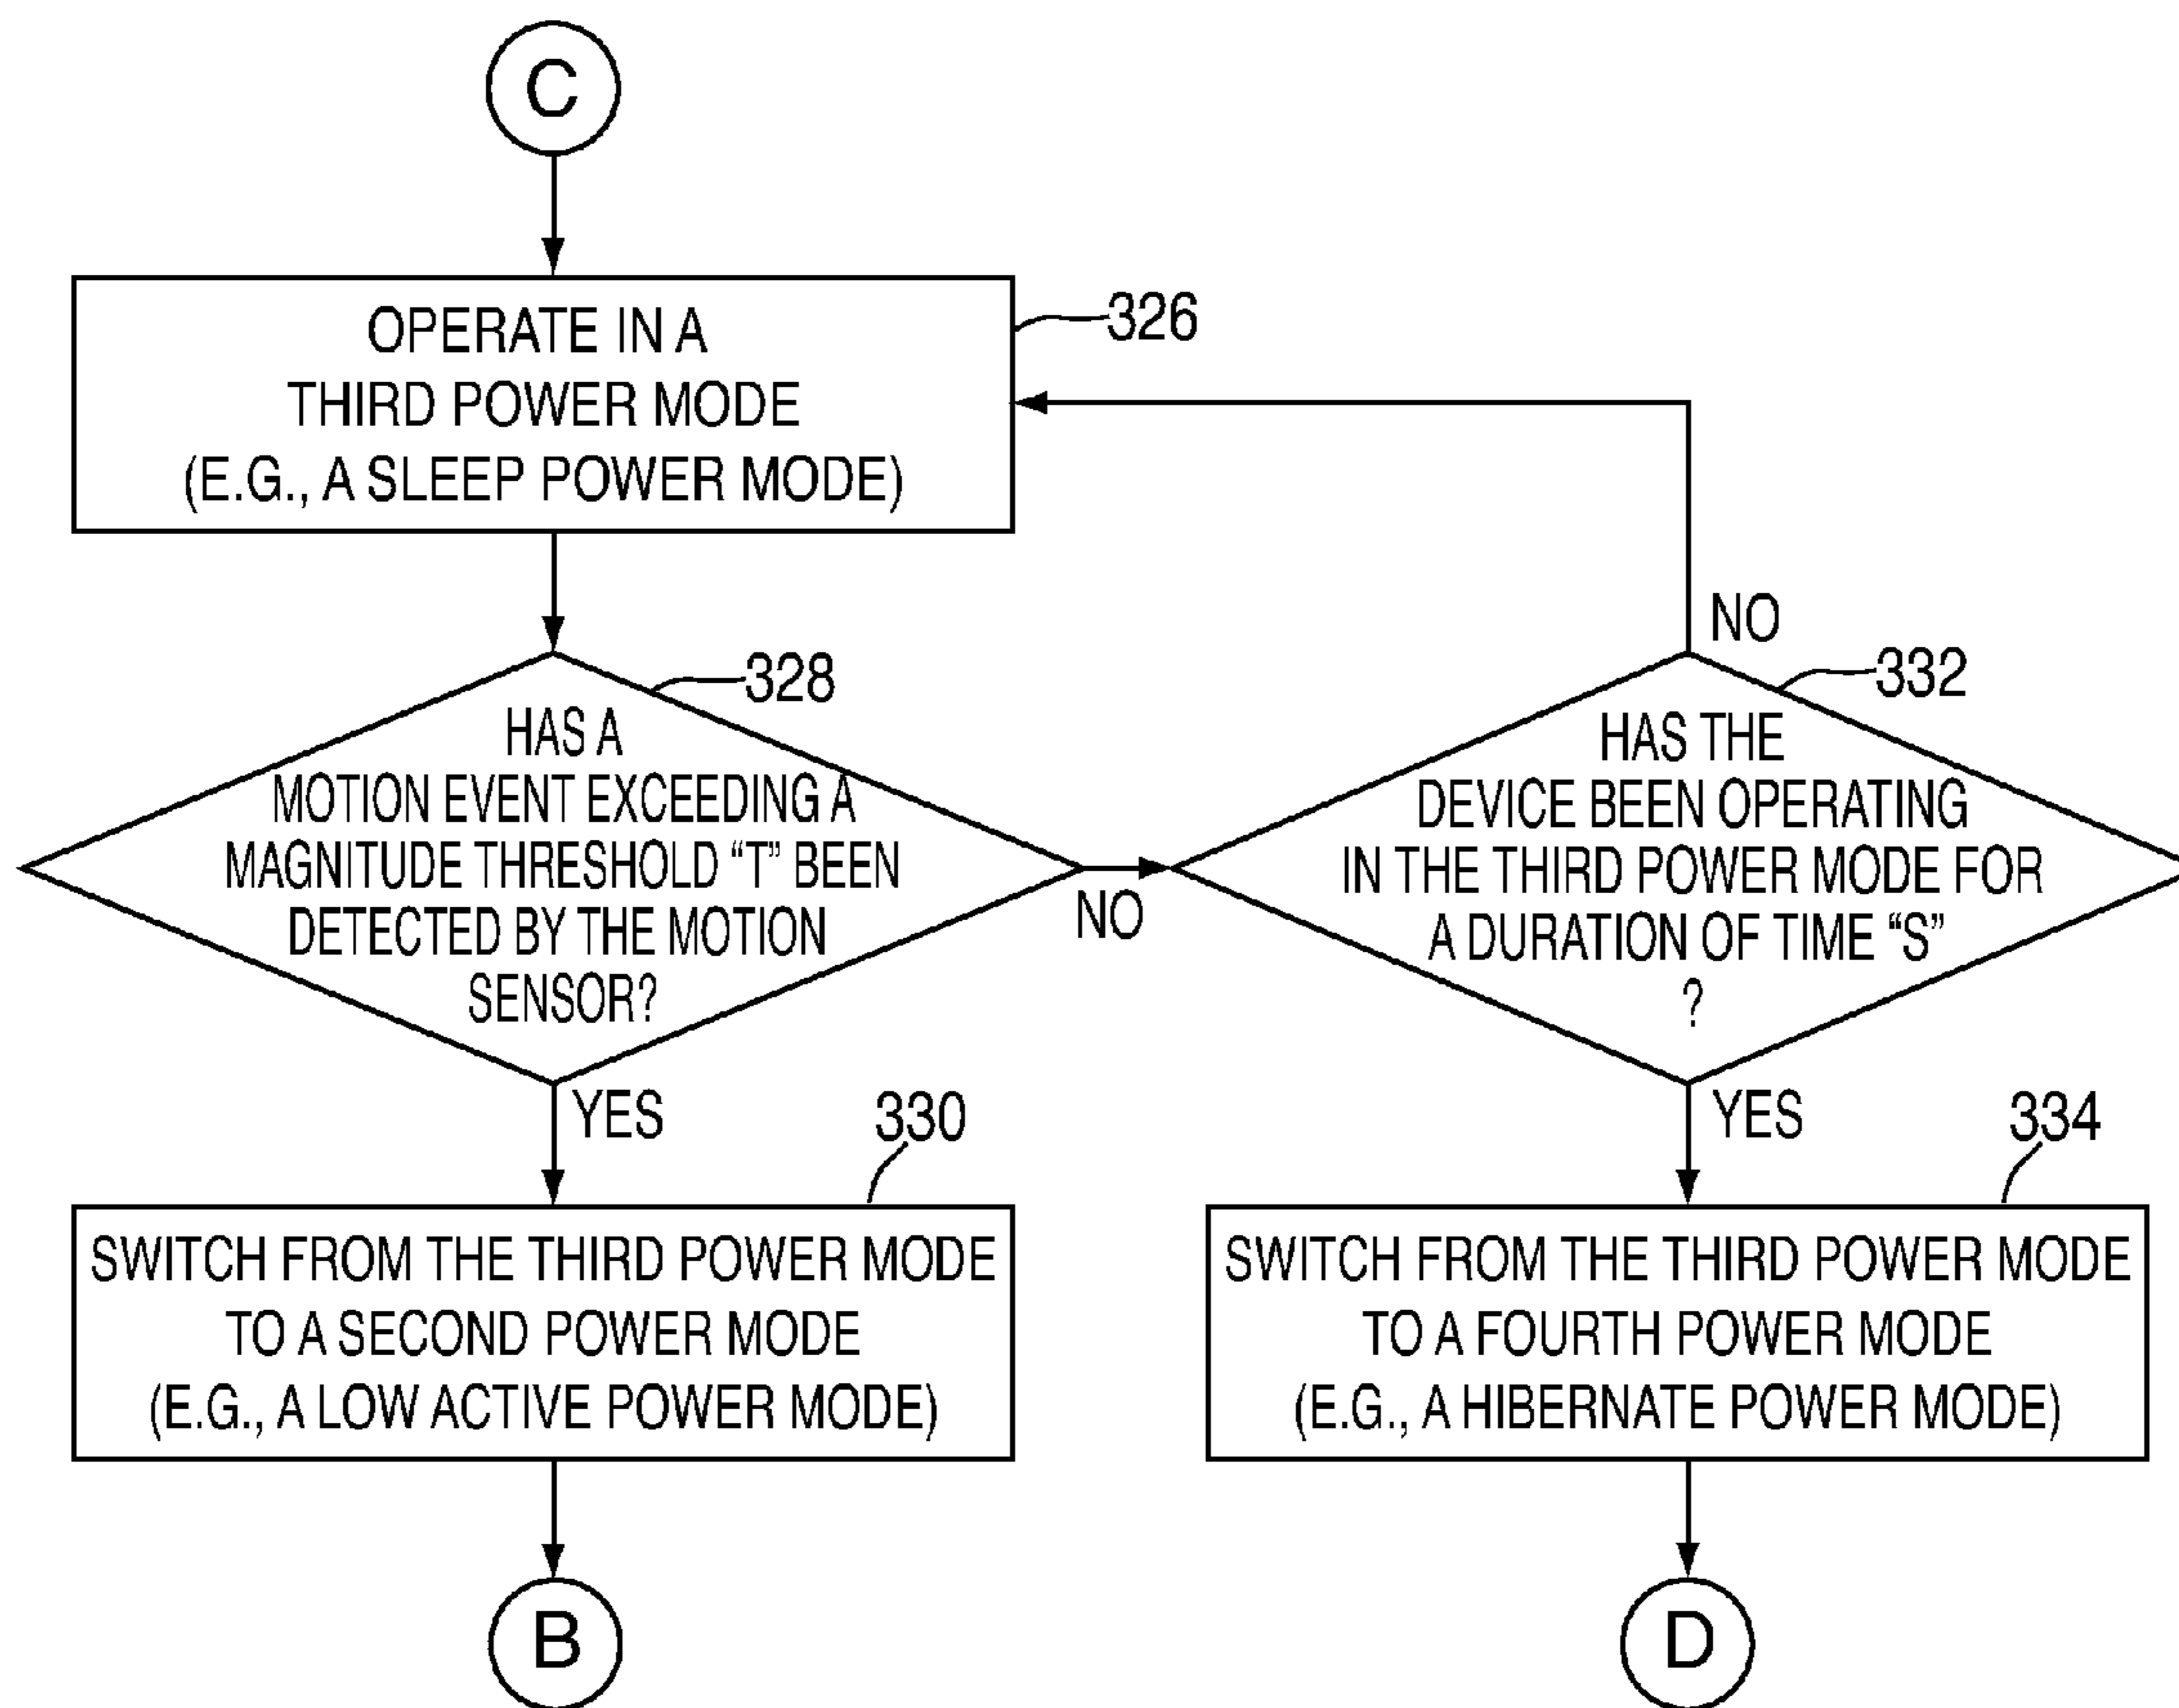 C
OPERATE IN A
THIRD POWER MODE
(E.G., A SLEEP POWER MODE)
326
HAS A
MOTION EVENT EXCEEDING A
MAGNITUDE THRESHOLD “T” BEEN
DETECTED BY THE MOTION
SENSOR?
328
NO
YES
HAS THE
DEVICE BEEN OPERATING
IN THE THIRD POWER MODE FOR
A DURATION OF TIME “S”
?
332
NO
YES
SWITCH FROM THE THIRD POWER MODE
TO A SECOND POWER MODE
(E.G., A LOW ACTIVE POWER MODE)
330
SWITCH FROM THE THIRD POWER MODE
TO A FOURTH POWER MODE
(E.G., A HIBERNATE POWER MODE)
334
B
D